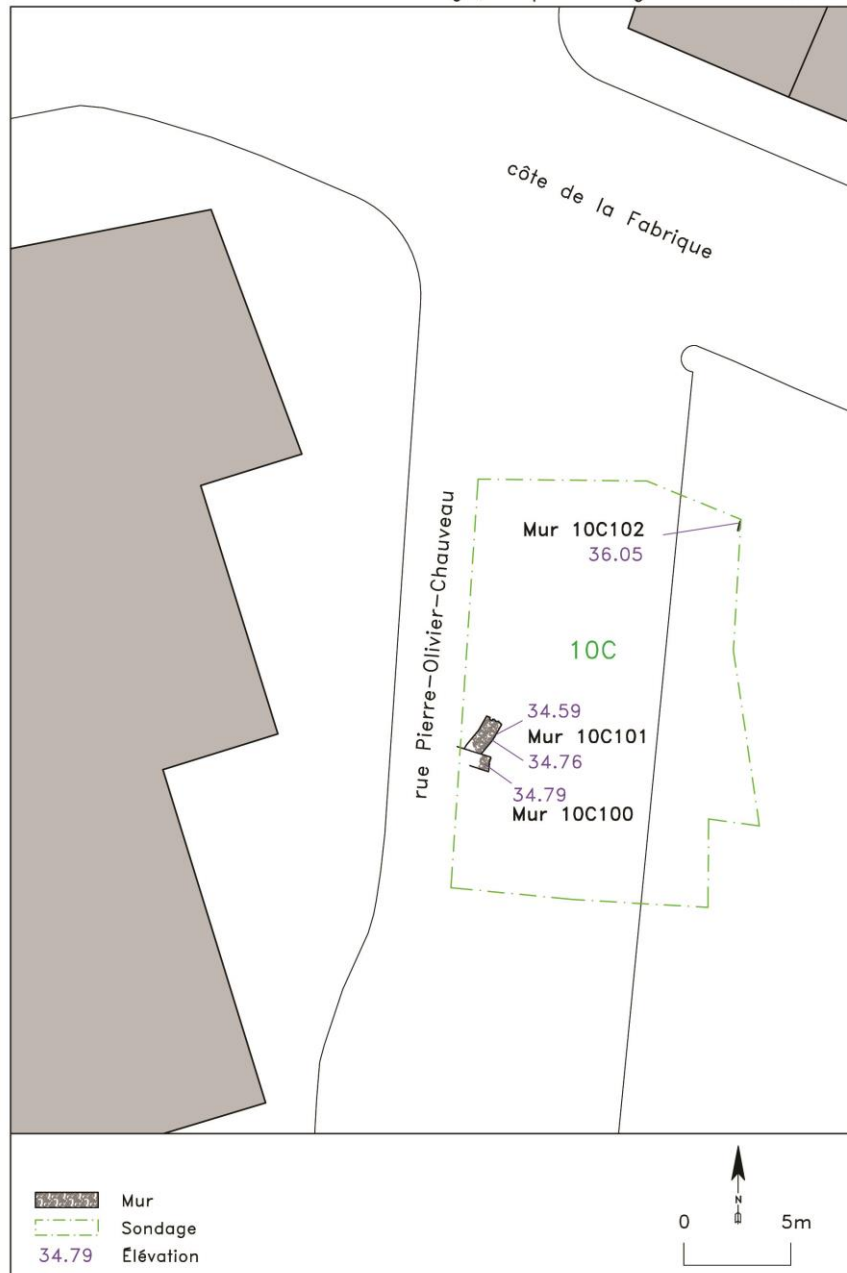 côte de la Fabrique
rue Pierre-Olivier-Chauveau
Mur 10C102
36.05
10C
34.59
Mur 10C101
34.76
34.79
Mur 10C100
Mur
Sondage
34.79 Élévation
N
0 5m